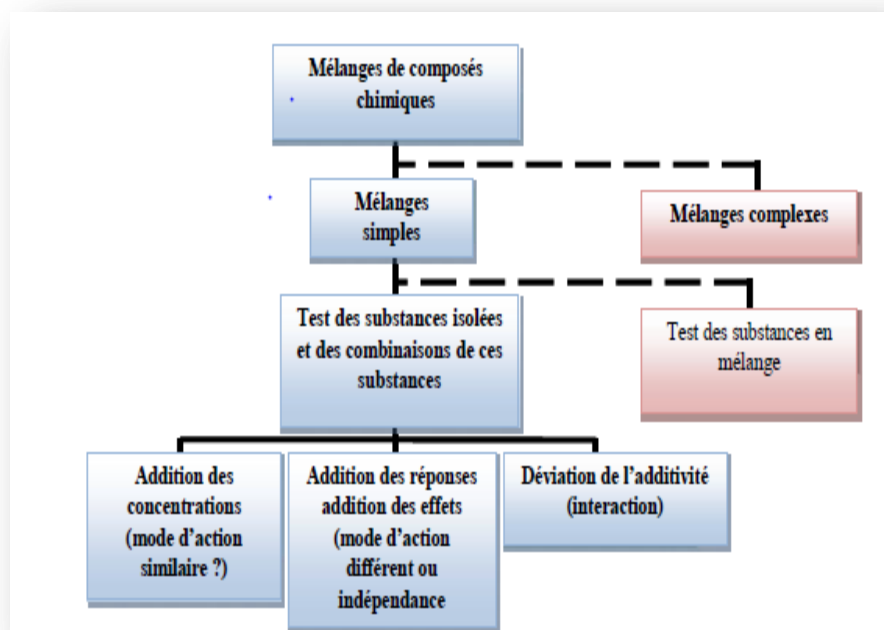 Mélanges de composés
chimiques
Mélanges
simples
Mélanges complexes
Test des substances isolées
et des combinaisons de ces
substances
Test des substances en
mélange
Addition des
concentrations
(mode d'action
similaire ?)
Addition des réponses
addition des effets
(mode d'action
différent ou
indépendance
Déviation de l'additivité
(interaction)